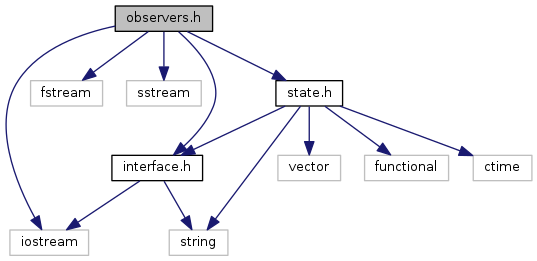 observers.h
fstream
sstream
state.h
interface.h
vector
functional
ctime
iostream
string